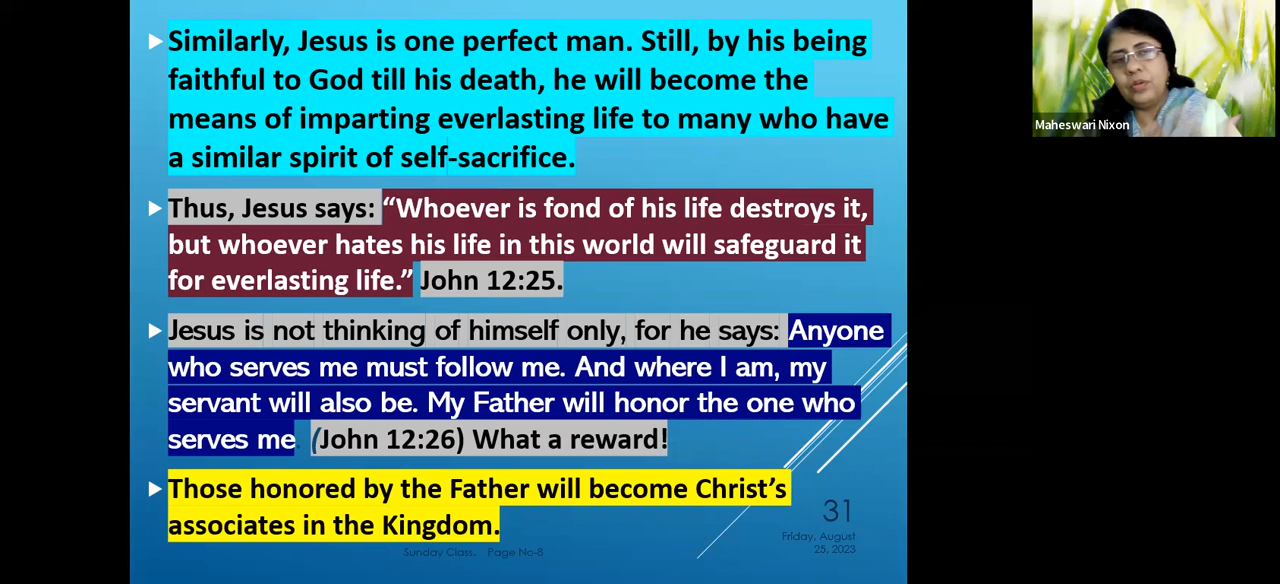 Similarly, Jesus is one perfect man. Still, by his being
faithful to God till his death, he will become the
means of imparting everlasting life to many who have
a similar spirit of self-sacrifice.
Thus, Jesus says: “Whoever is fond of his life destroys it,
but whoever hates his life in this world will safeguard it
for everlasting life.” John 12:25.
Jesus is not thinking of himself only, for he says: Anyone
who serves me must follow me. And where I am, my
servant will also be. My Father will honor the one who
serves me. (John 12:26) What a reward!
Those honored by the Father will become Christ’s
associates in the Kingdom.
31
Friday, August
25, 2023
Sunday Class. Page No-8
Maheswari Nixon